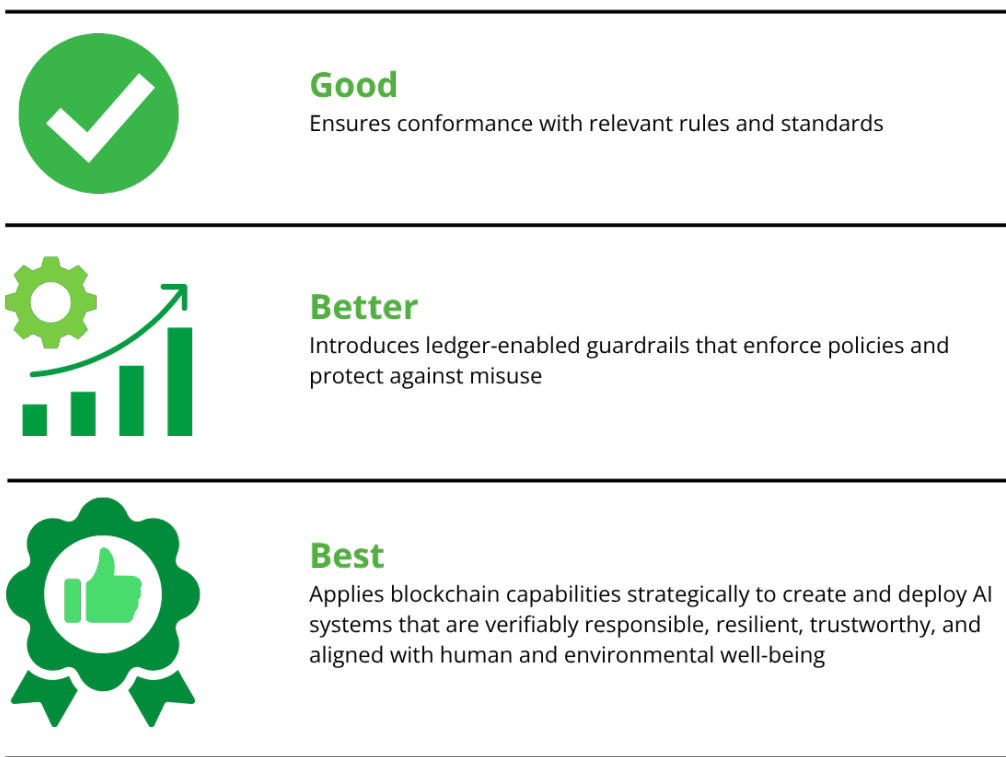 Good
Ensures conformance with relevant rules and standards
Better
Introduces ledger-enabled guardrails that enforce policies and
protect against misuse
Best
Applies blockchain capabilities strategically to create and deploy AI
systems that are verifiably responsible, resilient, trustworthy, and
aligned with human and environmental well-being